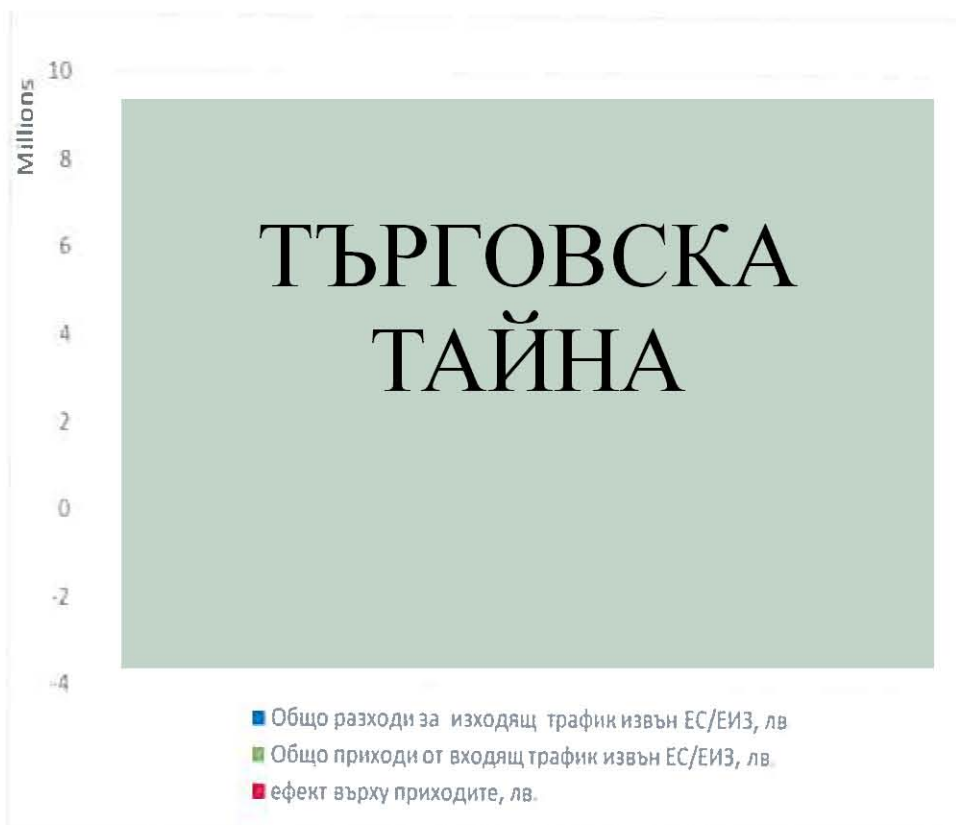 Millions
10
8
6
4
2
0
-2
-4
ТЪРГОВСКА
ТАЙНА
Общо разходи за изходящ трафик извън ЕС/ЕИЗ, лв
Общо приходи от входящ трафик извън ЕС/ЕИЗ, лв.
ефект върху приходите, лв.